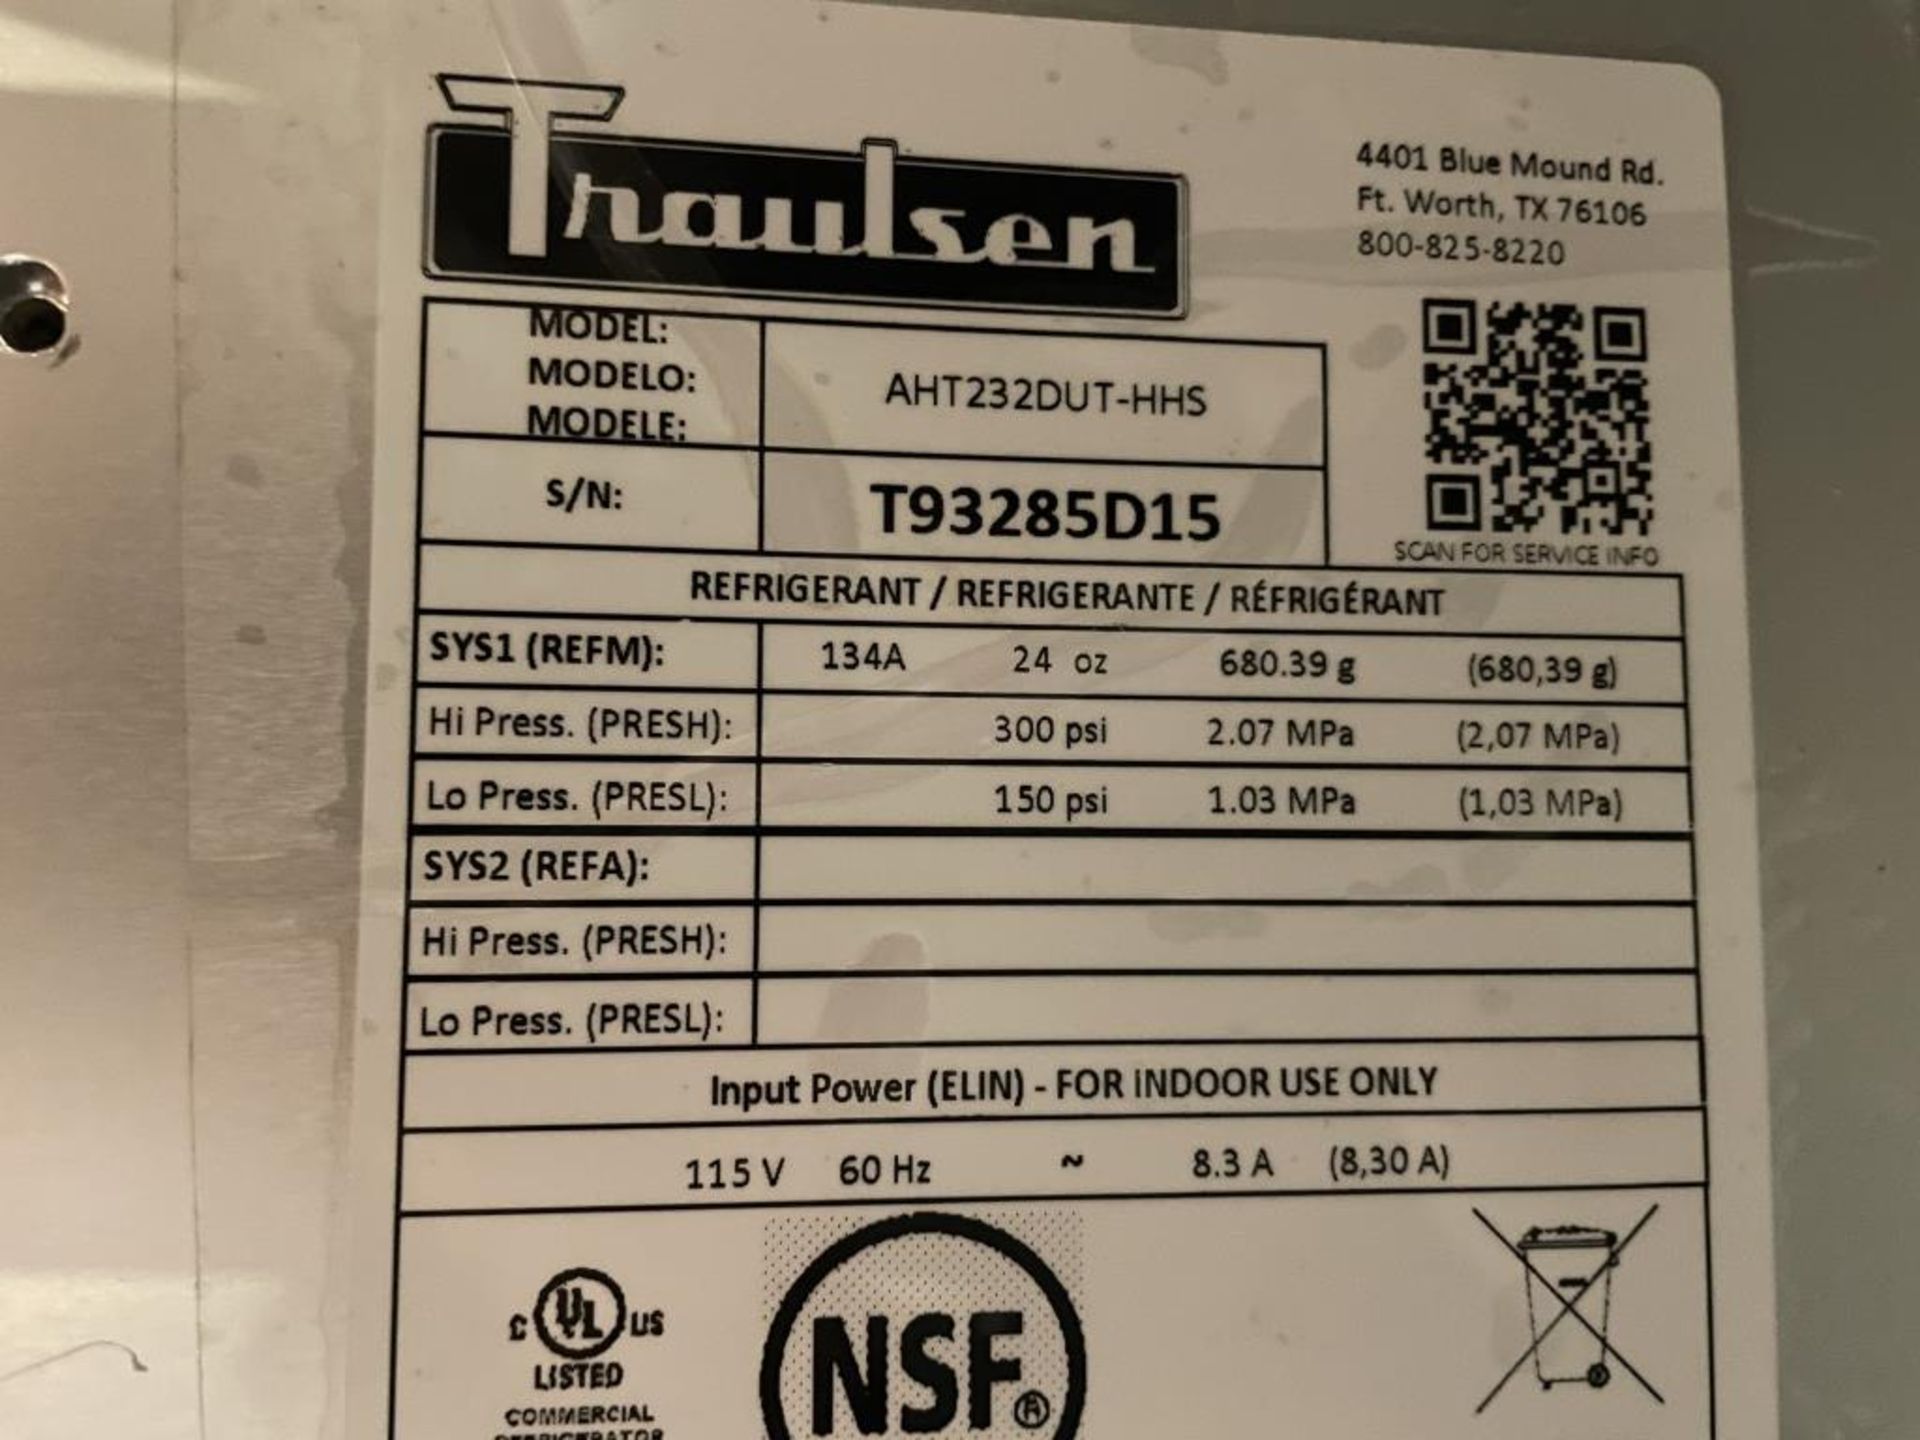 Traulsen
4401 Blue Mound Rd.
Ft. Worth, TX 76106
800-825-8220
MODEL:
MODELO:
MODELE:
AHT232DUT-HHS
S/N:
T93285D15
SCAN FOR SERVICE INFO
REFRIGERANT / REFRIGERANTE / RÉFRIGÉRANT
SYS1 (REFM): 134A 24 oz 680.39 g (680,39 g)
Hi Press. (PRESH): 300 psi 2.07 MPa (2,07 MPa)
Lo Press. (PRESL): 150 psi 1.03 MPa (1,03 MPa)
SYS2 (REFA):
Hi Press. (PRESH):
Lo Press. (PRESL):
Input Power (ELIN) - FOR INDOOR USE ONLY
115 V 60 Hz ~ 8.3 A (8,30 A)
C UL US
LISTED
COMMERCIAL
REFRIGERATOR
NSF®